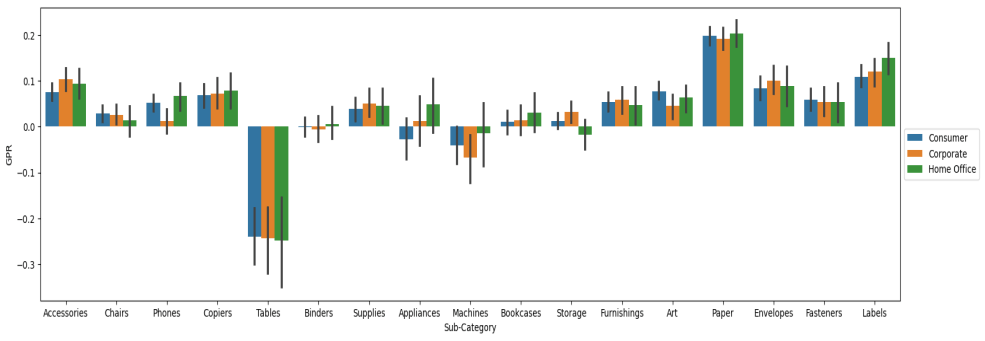 0.2
0.1
0.0
−0.1
−0.2
−0.3
GPR
Accessories Chairs Phones Copiers Tables Binders Supplies Appliances Machines Bookcases Storage Furnishings Art Paper Envelopes Fasteners Labels
Sub-Category
Consumer
Corporate
Home Office